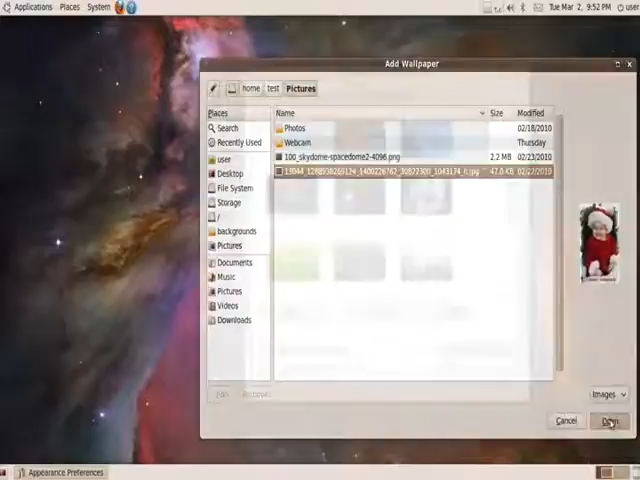 Applications Places System Tue Mar 2, 9:52 PM user
Add Wallpaper
home test Pictures
Places Name Size Modified
Search Photos 02/18/2010
Recently Used Webcam Thursday
100_skydome-spacedome2-4096.png 2.2 MB 02/23/2010
user 47.0 KB 02/22/2010
Desktop
File System
Storage
/
backgrounds
Pictures
Documents
Music
Pictures
Videos
Downloads
Images
Cancel Open
Appearance Preferences